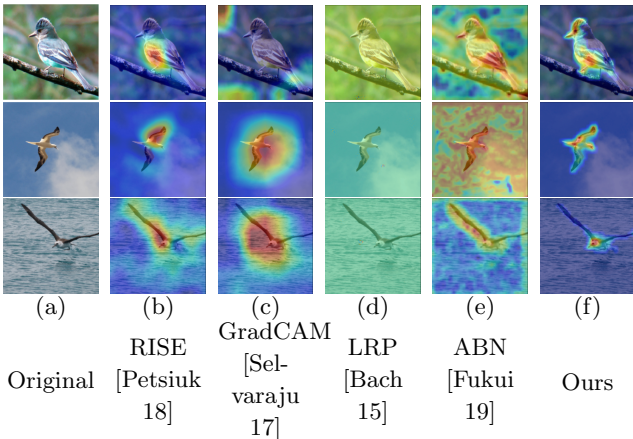 (a) (b) (c) (d) (e) (f)
Original
RISE
[Petsiuk
18]
GradCAM
[Sel-
varaju
17]
LRP
[Bach
15]
ABN
[Fukui
19]
Ours